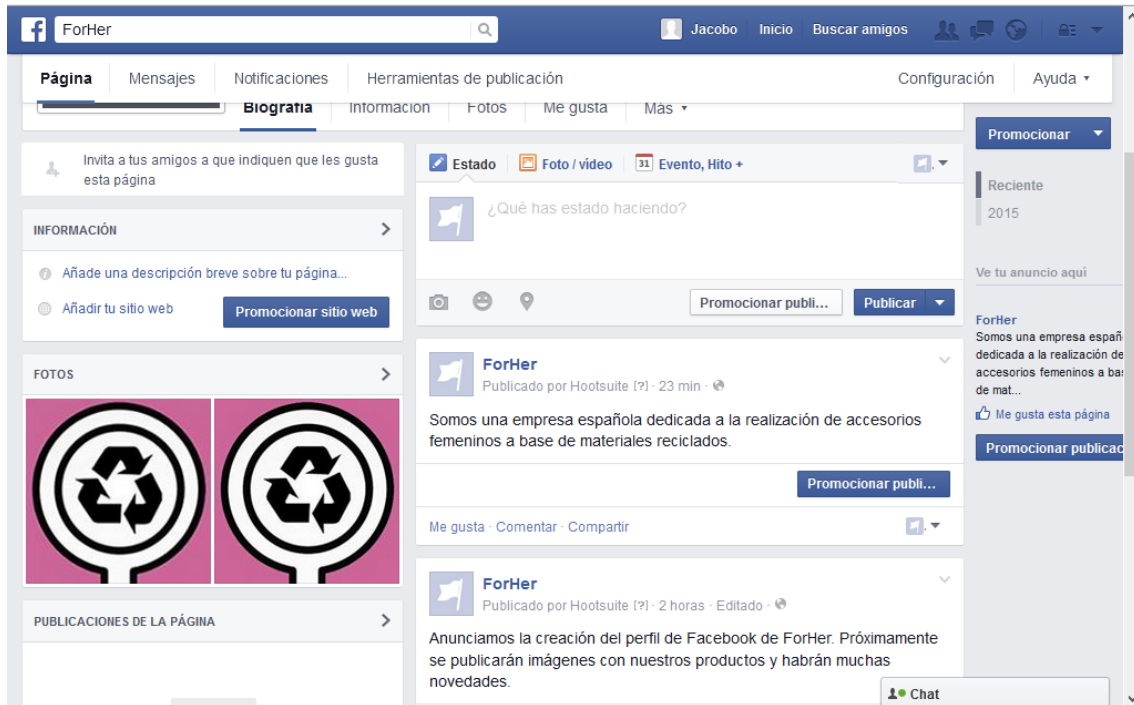 ForHer
Jacobo Inicio Buscar amigos
Página Mensajes Notificaciones Herramientas de publicación Configuración Ayuda
Biografía Información Fotos Me gusta Más
Promocionar
Reciente
2015
Invita a tus amigos a que indiquen que les gusta
esta página
INFORMACIÓN
Añade una descripción breve sobre tu página...
Añadir tu sitio web
Promocionar sitio web
FOTOS
PUBLICACIONES DE LA PÁGINA
Estado Foto / vídeo 31 Evento, Hito +
¿Qué has estado haciendo?
Promocionar publi... Publicar
ForHer
Publicado por Hootsuite [?] · 23 min ·
Somos una empresa española dedicada a la realización de accesorios
femeninos a base de materiales reciclados.
Promocionar publi...
Me gusta · Comentar · Compartir
ForHer
Publicado por Hootsuite [?] · 2 horas · Editado ·
Anunciamos la creación del perfil de Facebook de ForHer. Próximamente
se publicarán imágenes con nuestros productos y habrán muchas
novedades.
Ve tu anuncio aquí
ForHer
Somos una empresa españ
dedicada a la realización de
accesorios femeninos a bas
de mat...
Me gusta esta página
Promocionar publicac
Chat